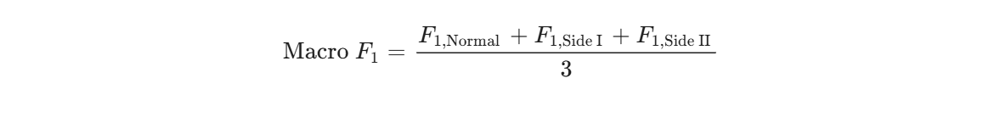 Macro F₁ = (F₁,Normal + F₁,Side I + F₁,Side II) / 3